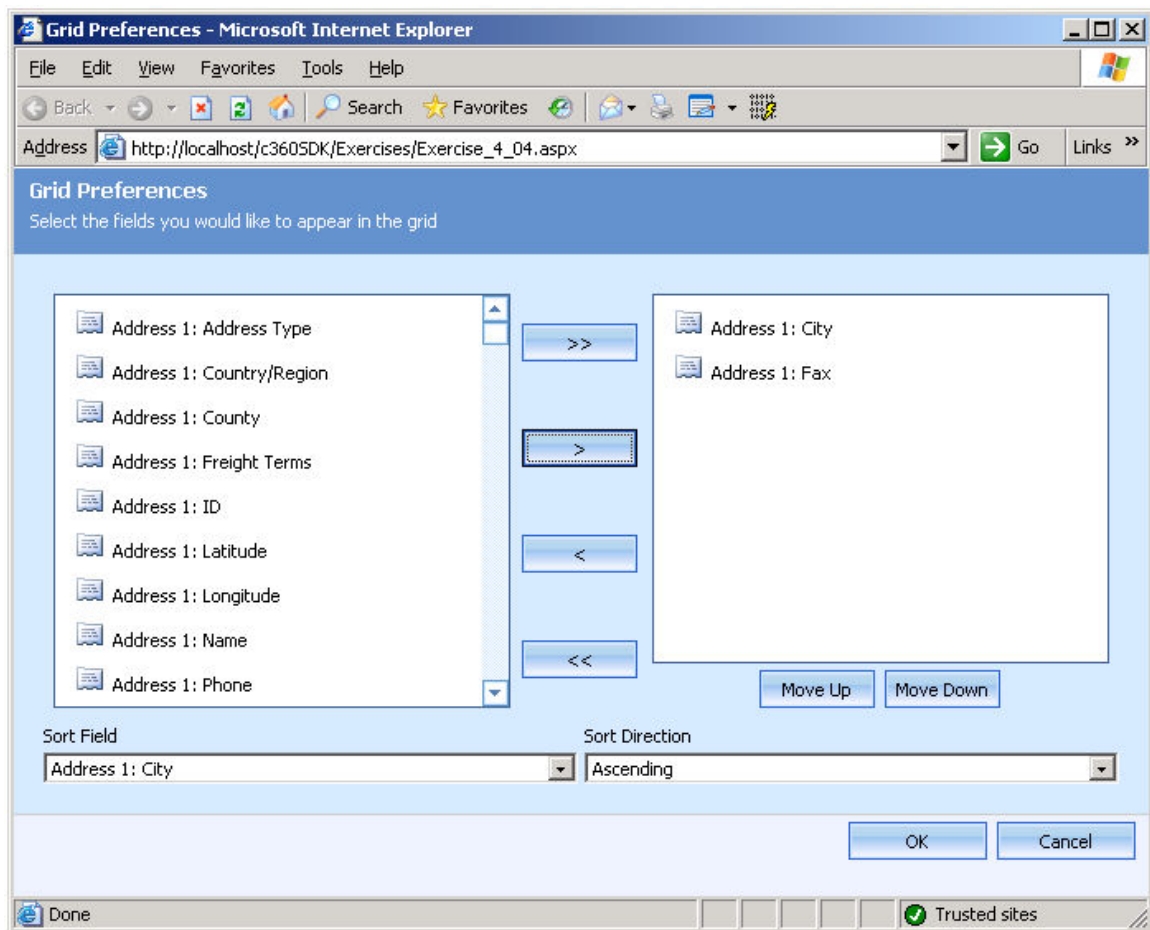 Grid Preferences - Microsoft Internet Explorer
File Edit View Favorites Tools Help
Back Search Favorites
Address http://localhost/c360SDK/Exercises/Exercise_4_04.aspx Go Links »
Grid Preferences
Select the fields you would like to appear in the grid
Address 1: Address Type
Address 1: Country/Region
Address 1: County
Address 1: Freight Terms
Address 1: ID
Address 1: Latitude
Address 1: Longitude
Address 1: Name
Address 1: Phone
>>
>
<
<<
Address 1: City
Address 1: Fax
Move Up Move Down
Sort Field Sort Direction
Address 1: City Ascending
OK Cancel
Done Trusted sites